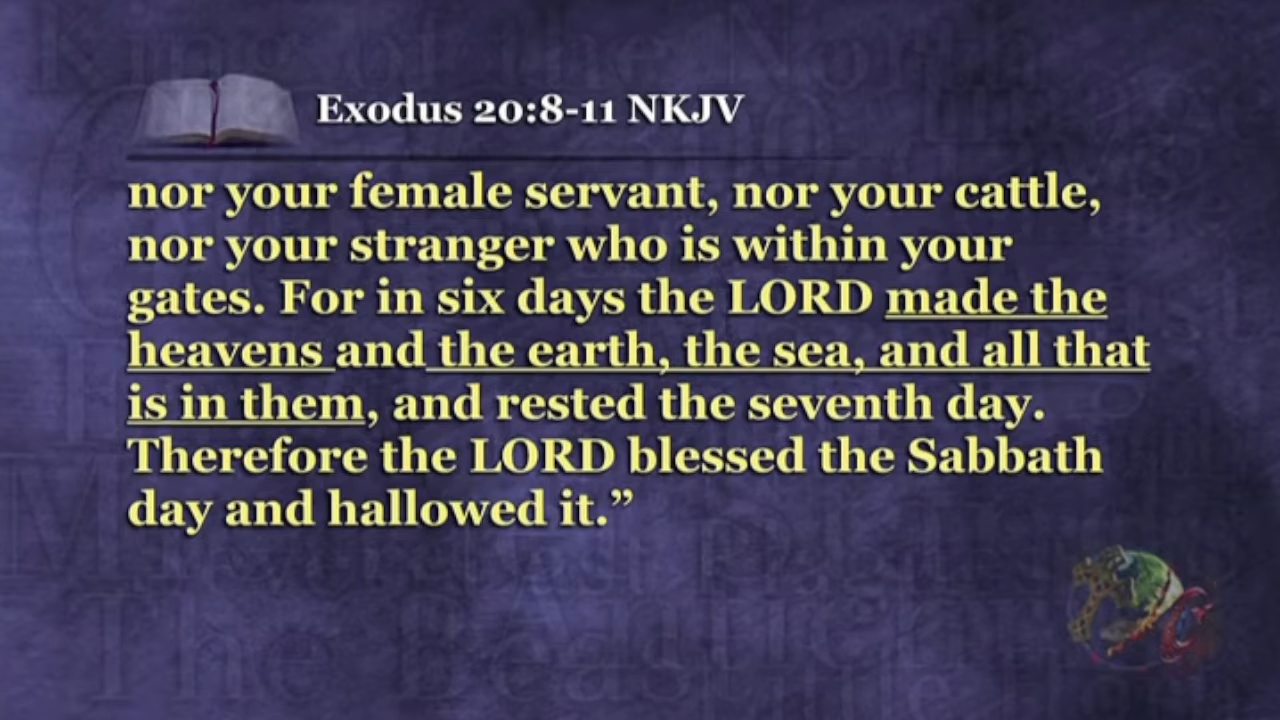 Exodus 20:8-11 NKJV
nor your female servant, nor your cattle,
nor your stranger who is within your
gates. For in six days the LORD made the
heavens and the earth, the sea, and all that
is in them, and rested the seventh day.
Therefore the LORD blessed the Sabbath
day and hallowed it.”